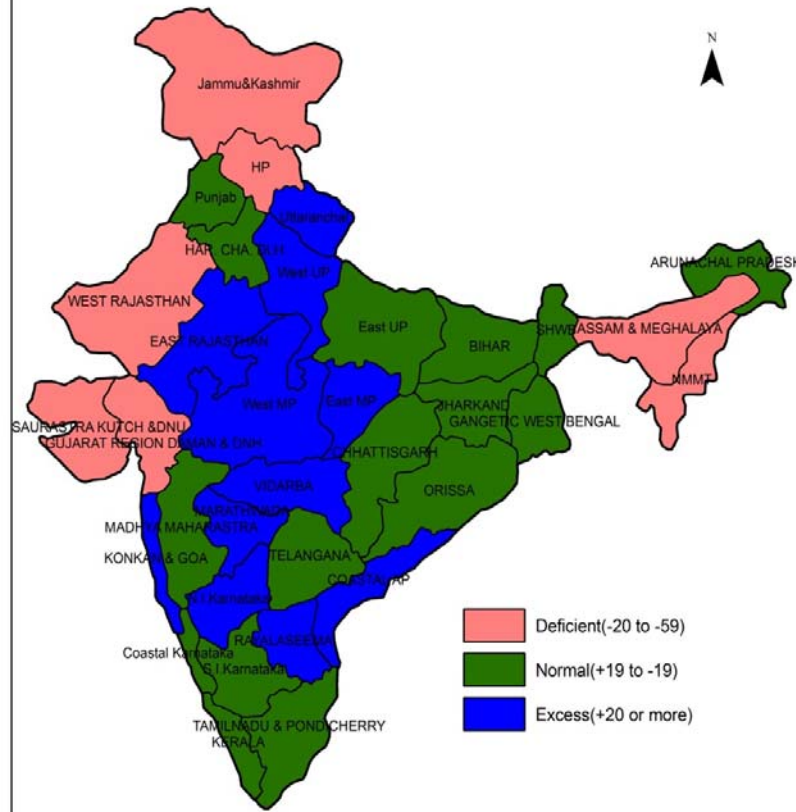 N
Jammu&Kashmir
HP
Punjab
Uttaranchal
HAR. CHA. DLH
West UP
ARUNACHAL PRADESH
WEST RAJASTHAN
EAST RAJASTHAN
East UP
BIHAR
SHWB
ASSAM & MEGHALAYA
NMMT
West MP
East MP
JHARKAND
GANGETIC WEST BENGAL
SAURASTRA KUTCH &DNU
GUJARAT REGION DAMAN & DNH
CHHATTISGARH
VIDARBA
ORISSA
MARATHWADA
MADHYA MAHARASTRA
KONKAN & GOA
TELANGANA
COASTAL AP
N.I.Karnataka
RAYALASEEMA
Coastal Karnataka
S.I.Karnataka
TAMILNADU & PONDICHERRY
KERALA
Deficient(-20 to -59)
Normal(+19 to -19)
Excess(+20 or more)